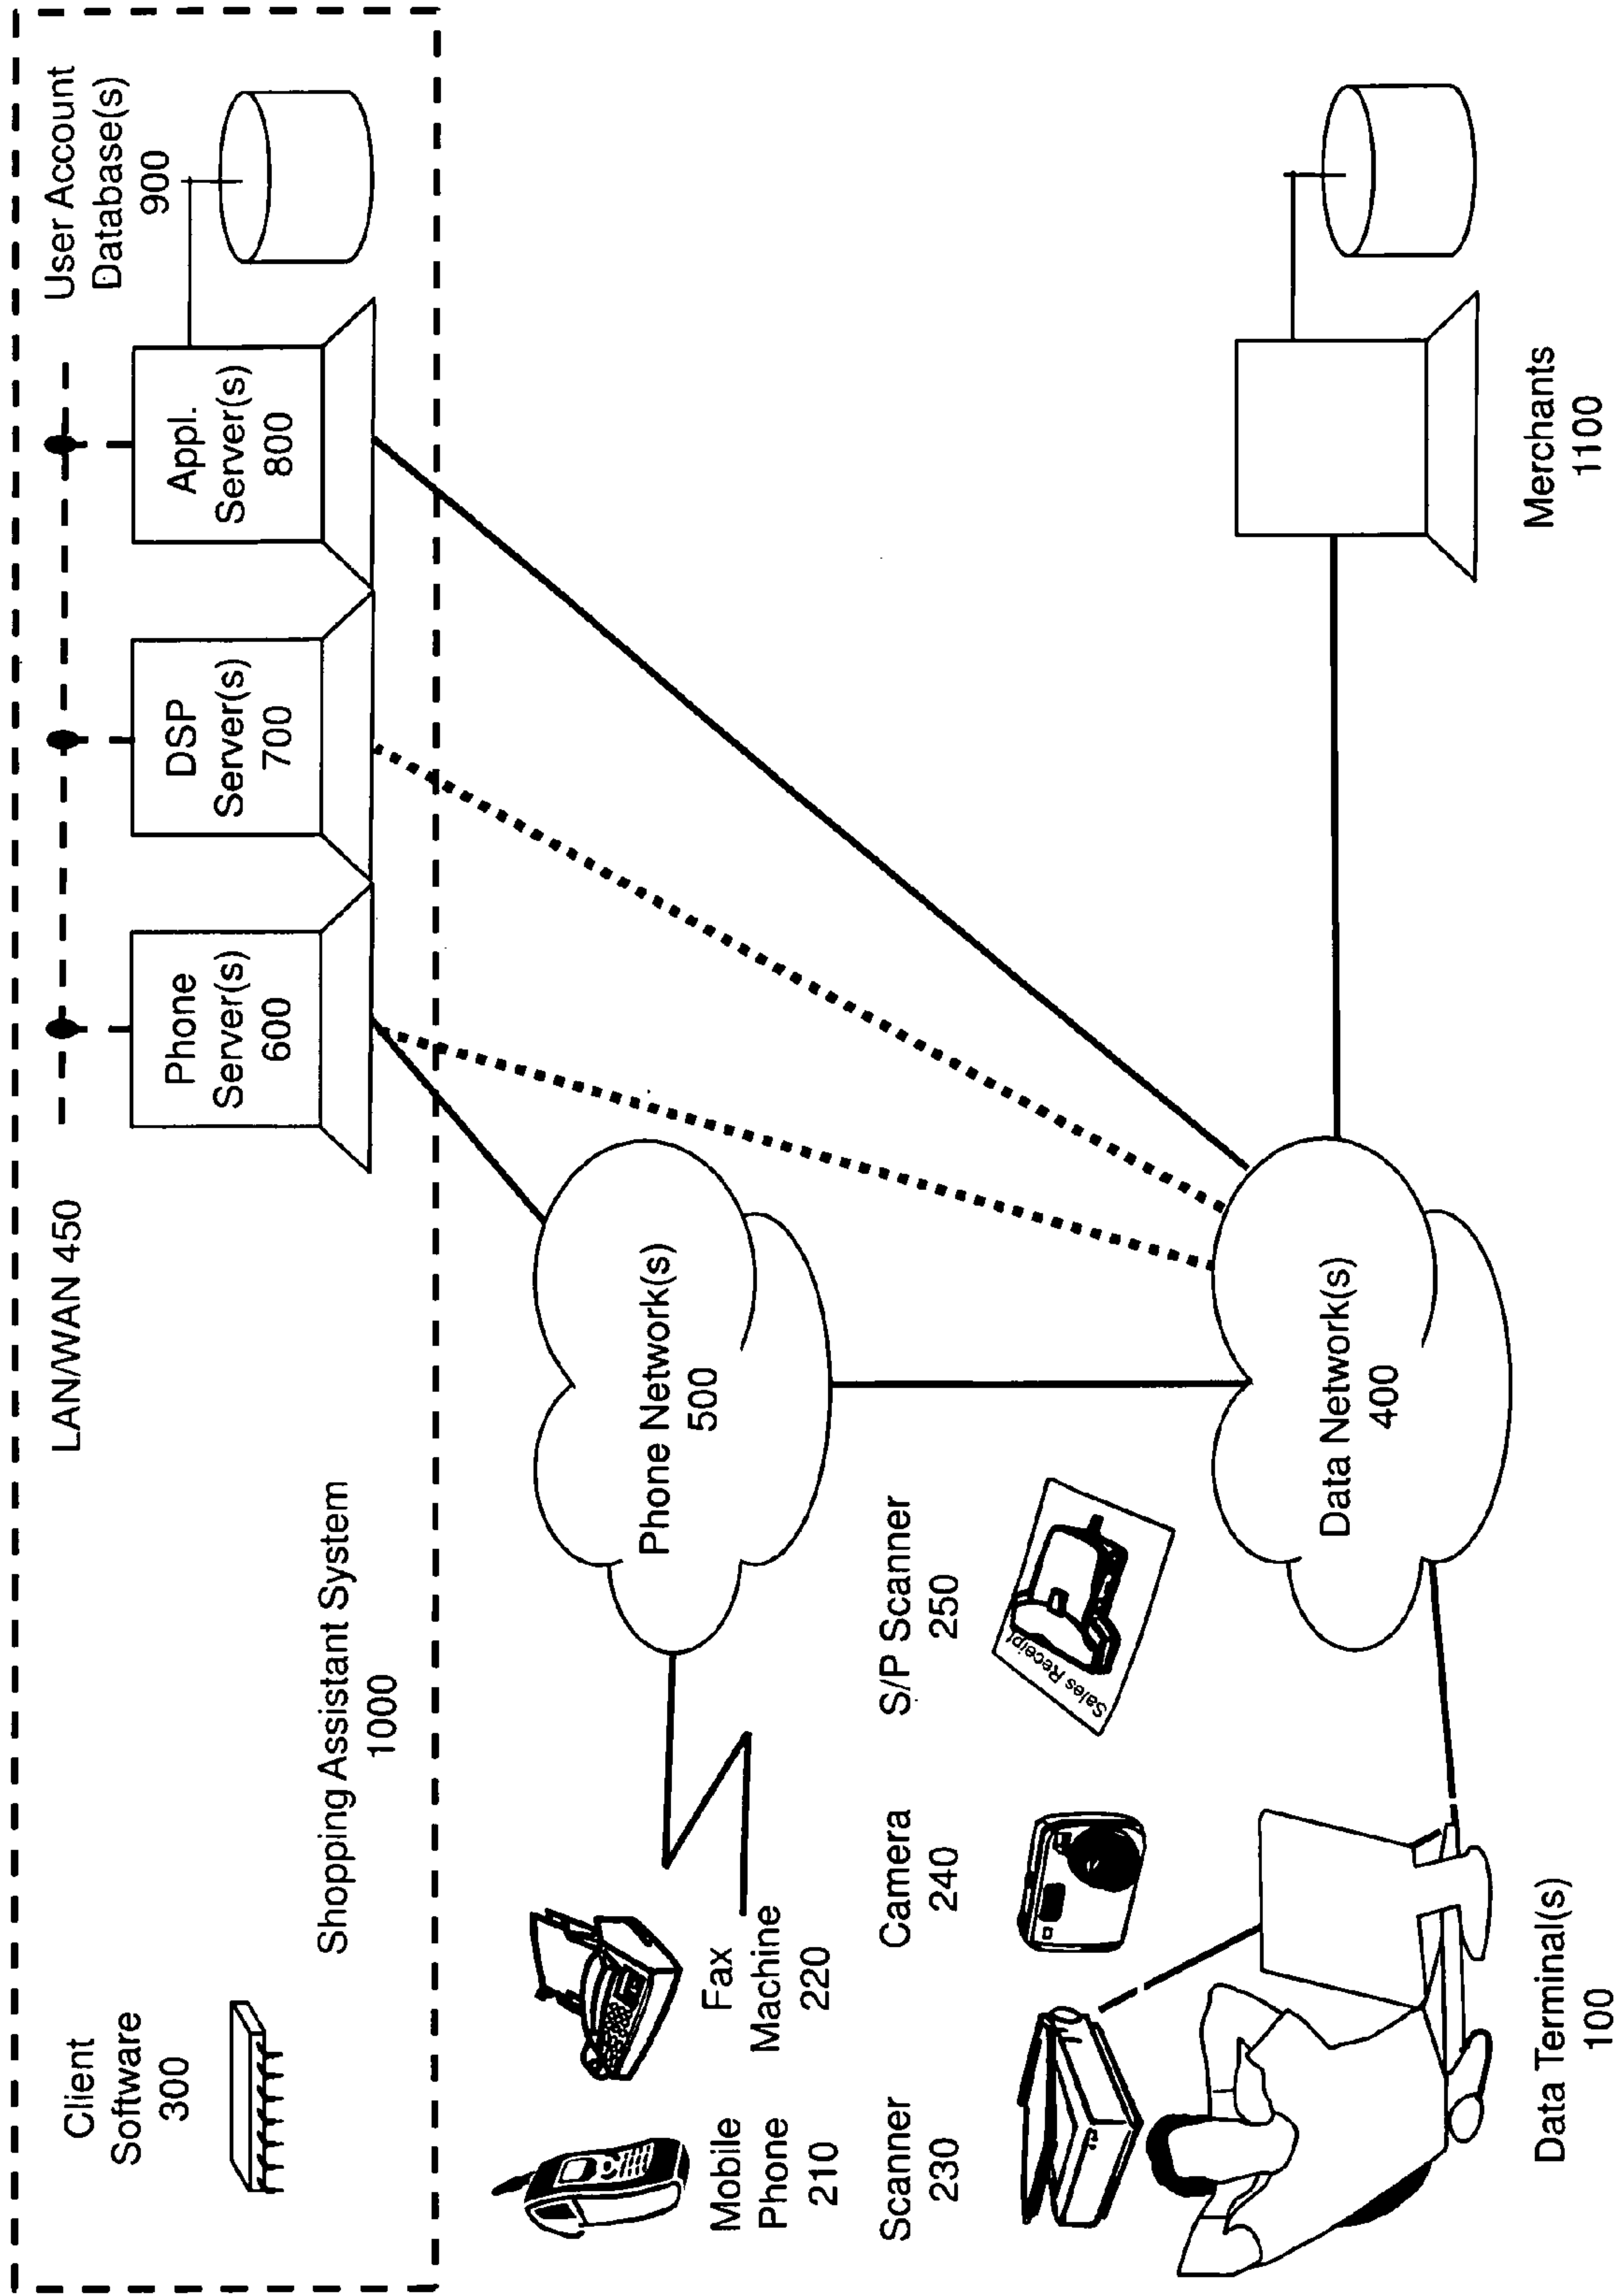 Client
Software
300
Shopping Assistant System
1000
LAN/WAN 450
Phone
Server(s)
600
DSP
Server(s)
700
Appl.
Server(s)
800
User Account
Database(s)
900
Mobile
Phone
210
Fax
Machine
220
Phone Network(s)
500
Scanner
230
Camera
240
S/P Scanner
250
Sales Receipt
Data Terminal(s)
100
Data Network(s)
400
Merchants
1100